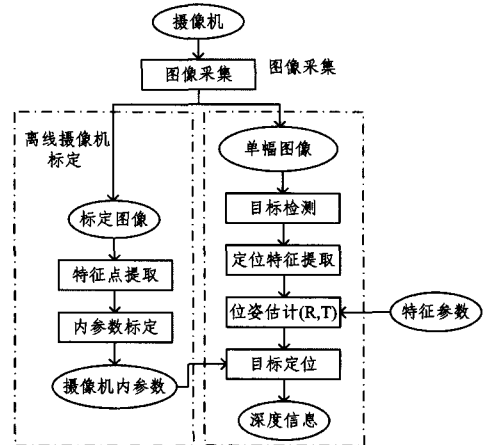 摄像机
图像采集
图像采集
离线摄像机
标定
标定图像
特征点提取
内参数标定
摄像机内参数
单幅图像
目标检测
定位特征提取
位姿估计(R,T)
特征参数
目标定位
深度信息